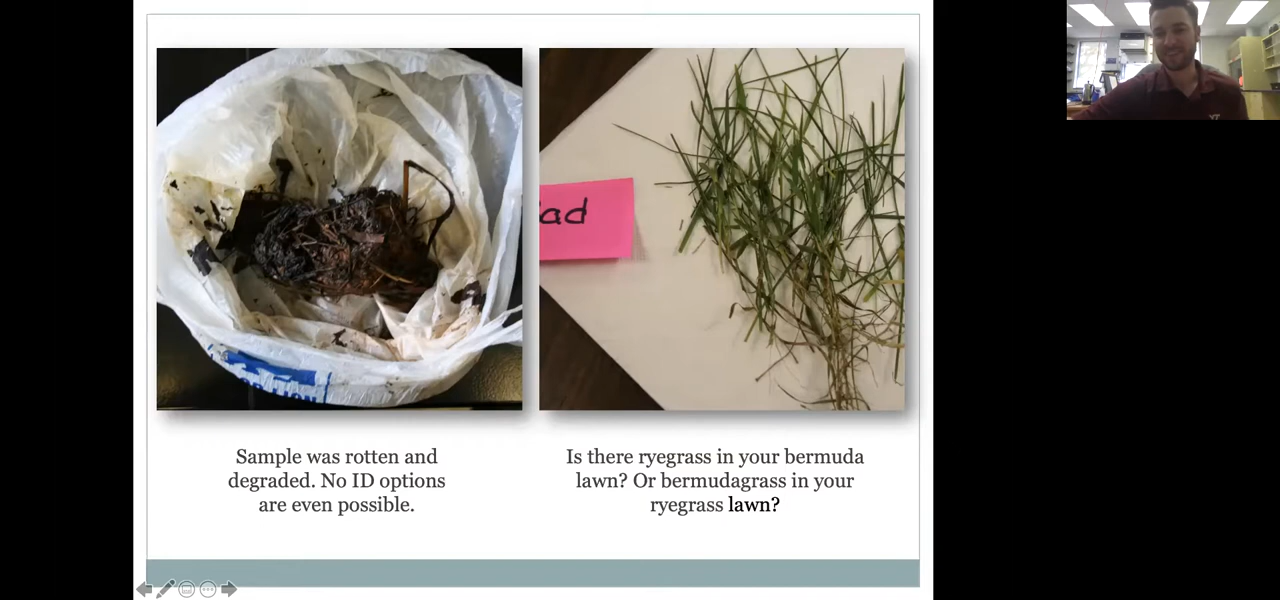 ad
Sample was rotten and
degraded. No ID options
are even possible.
Is there ryegrass in your bermuda
lawn? Or bermudagrass in your
ryegrass lawn?